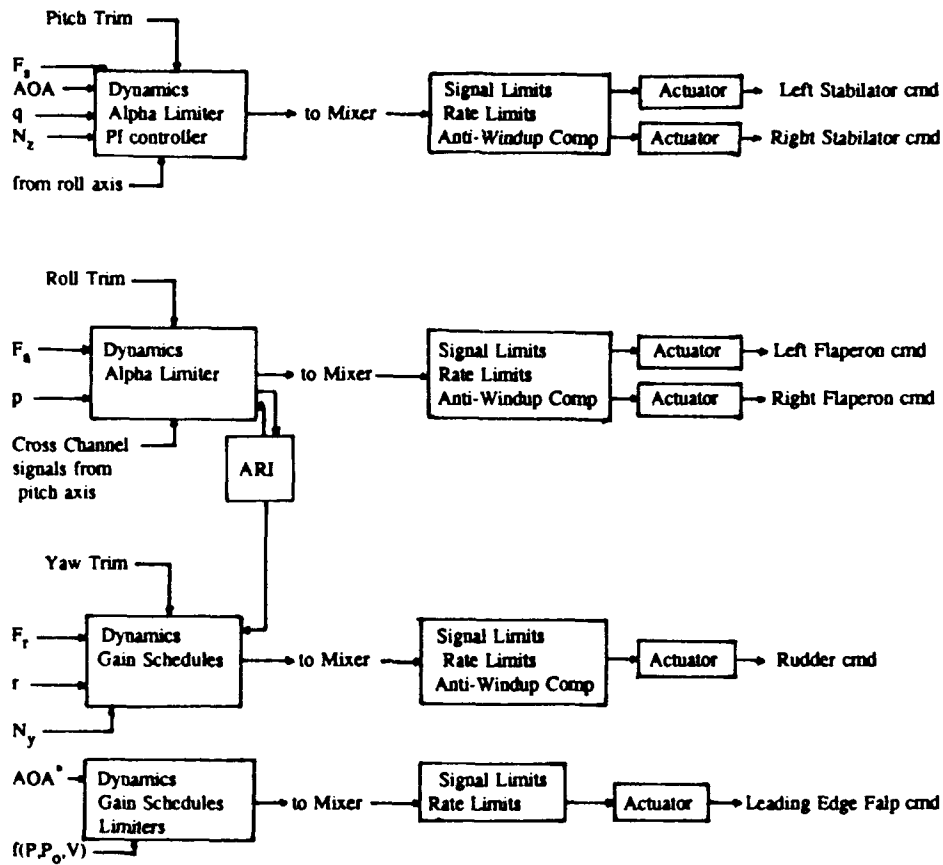 Pitch Trim
F_s
AOA
q
N_z
Dynamics
Alpha Limiter
PI controller
from roll axis
to Mixer
Signal Limits
Rate Limits
Anti-Windup Comp
Actuator
Left Stabilator cmd
Actuator
Right Stabilator cmd
Roll Trim
F_a
p
Dynamics
Alpha Limiter
Cross Channel
signals from
pitch axis
to Mixer
ARI
Signal Limits
Rate Limits
Anti-Windup Comp
Actuator
Left Flaperon cmd
Actuator
Right Flaperon cmd
Yaw Trim
F_r
r
N_y
Dynamics
Gain Schedules
to Mixer
Signal Limits
Rate Limits
Anti-Windup Comp
Actuator
Rudder cmd
AOA*
f(P,P_o,V)
Dynamics
Gain Schedules
Limiters
to Mixer
Signal Limits
Rate Limits
Actuator
Leading Edge Falp cmd